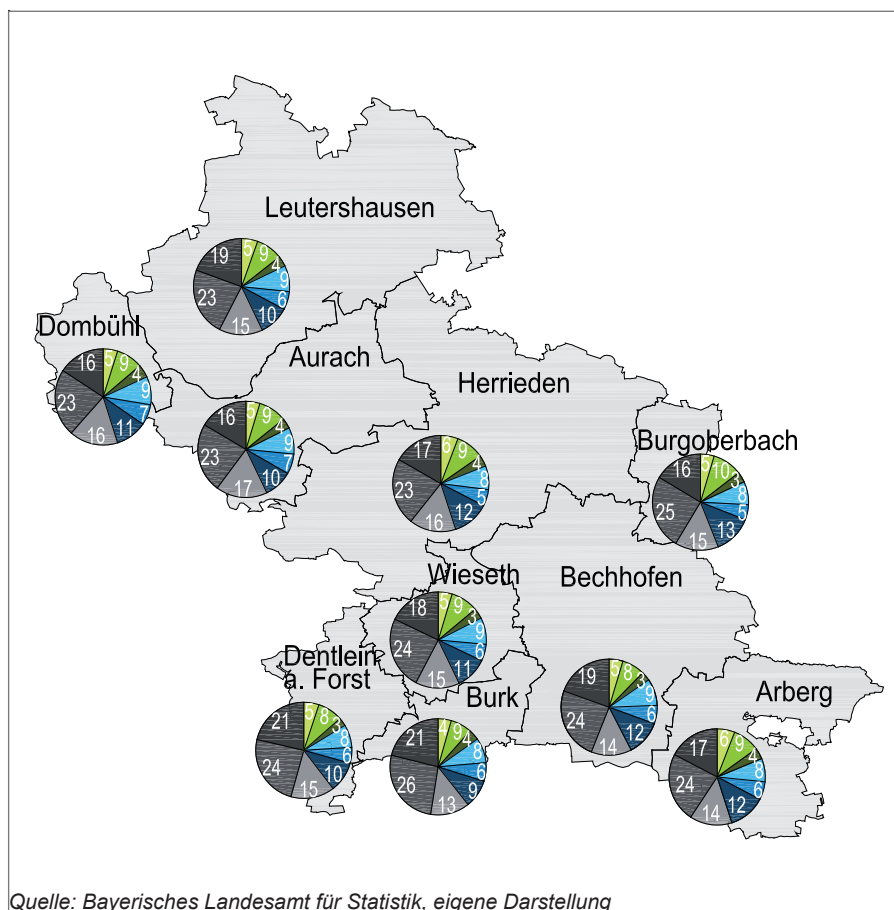 Leutershausen
19 5 9 4 9 6 10 15 23
Dombühl
16 5 9 4 9 7 11 16 23
Aurach
16 5 9 4 9 7 10 17 23
Herrieden
17 6 9 4 8 5 12 16 23
Burgoberbach
16 5 10 3 8 5 13 15 25
Wieseth
18 5 9 3 9 6 11 15 24
Bechhofen
19 5 8 3 9 6 12 14 24
Dentlein
a. Forst
21 5 8 3 8 6 10 15 24
Burk
21 4 9 4 8 6 9 13 26
Arberg
17 6 9 4 8 6 12 14 24
Quelle: Bayerisches Landesamt für Statistik, eigene Darstellung